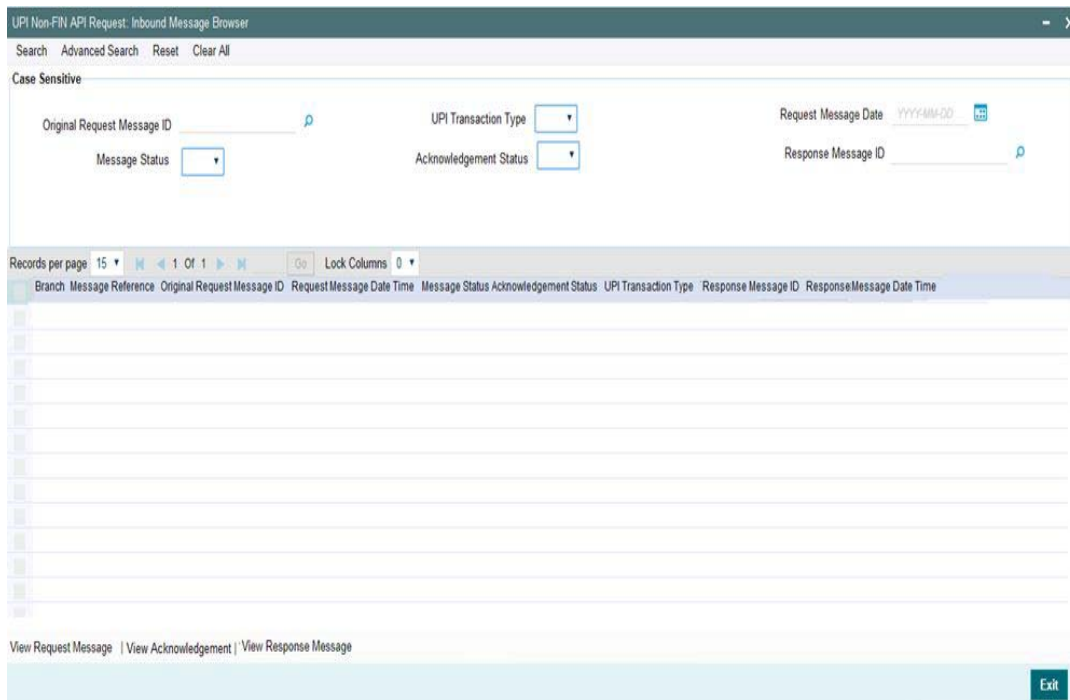 UPI Non-FIN API Request: Inbound Message Browser
Search Advanced Search Reset Clear All
Case Sensitive
Original Request Message ID UPI Transaction Type Request Message Date YYYY-MM-DD
Message Status Acknowledgement Status Response Message ID
Records per page 15 1 Of 1 Go Lock Columns 0
Branch Message Reference Original Request Message ID Request Message Date Time Message Status Acknowledgement Status UPI Transaction Type Response Message ID Response Message Date Time
View Request Message | View Acknowledgement | View Response Message
Exit